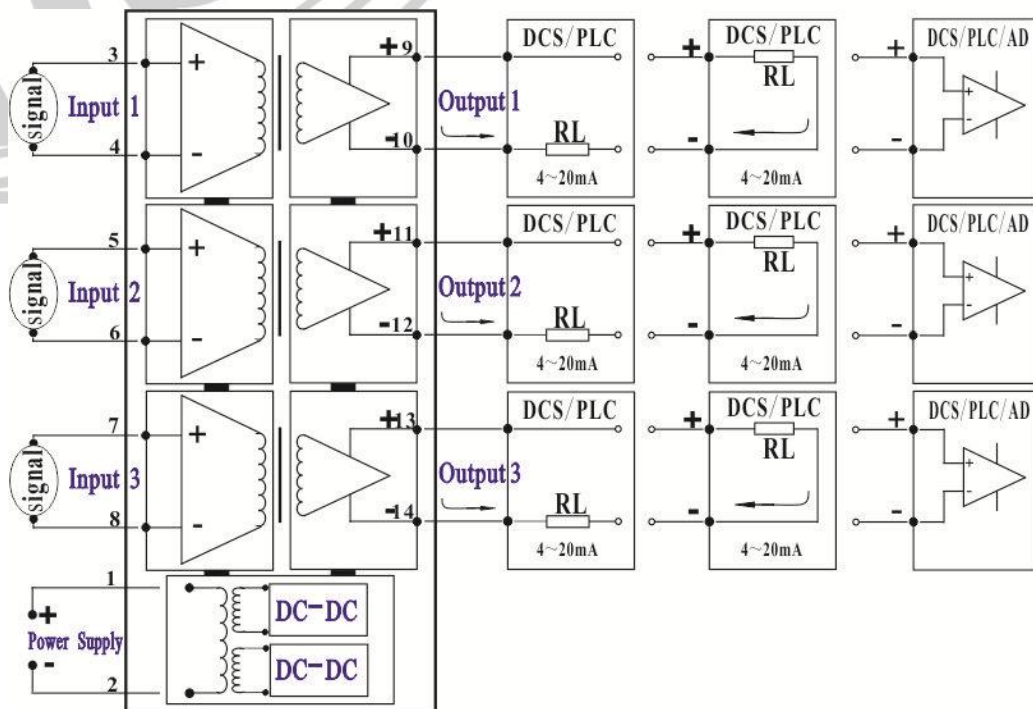 3 + + 9 DCS/PLC + DCS/PLC + DCS/PLC/AD
signal Input 1 Output 1 RL + -
4 - - 10 RL - -
4~20mA 4~20mA
5 + + 11 DCS/PLC + DCS/PLC + DCS/PLC/AD
signal Input 2 Output 2 RL + -
6 - - 12 RL - -
4~20mA 4~20mA
7 + + 13 DCS/PLC + DCS/PLC + DCS/PLC/AD
signal Input 3 Output 3 RL + -
8 - - 14 RL - -
4~20mA 4~20mA
1
+ DC-DC
Power Supply
- DC-DC
2